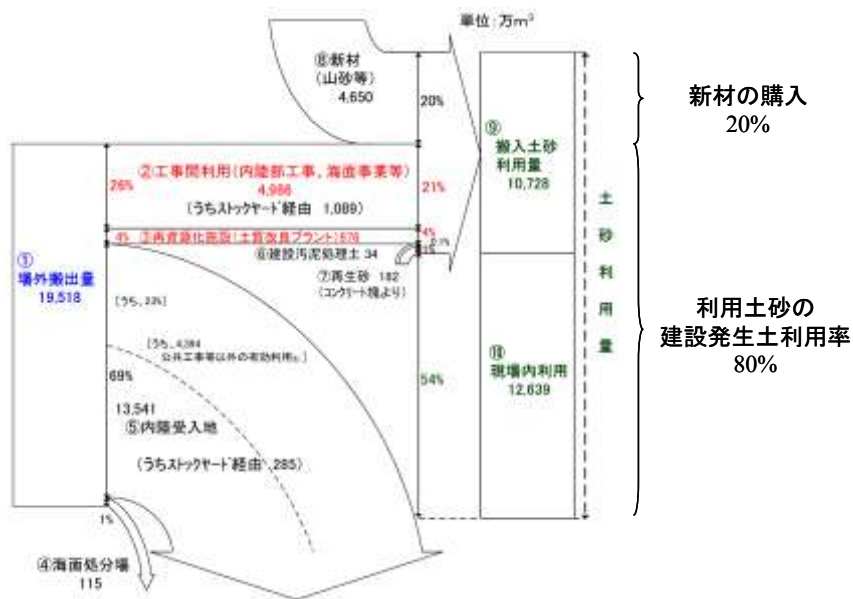 単位：万m³
⑧新材
(山砂等)
4,650
20%
新材の購入
20%
⑨
搬入土砂
利用量
10,728
②工事間利用(内陸部工事、海面事業等)
4,986
(うちストックヤード経由 1,089)
26%
21%
4%
4%
③再資源化施設(土質改良プラント)676
⑥建設汚泥処理土 34
⑦再生砂 182
(コンクリート塊より)
①
場外搬出量
19,518
土砂利用量
利用土砂の
建設発生土利用率
80%
[うち、
[うち、4,384
公共工事等以外の有効利用
69%
13,541
⑤内陸受入地
(うちストックヤード経由 285)
54%
⑩
現場内利用
12,639
1%
④海面処分場
115